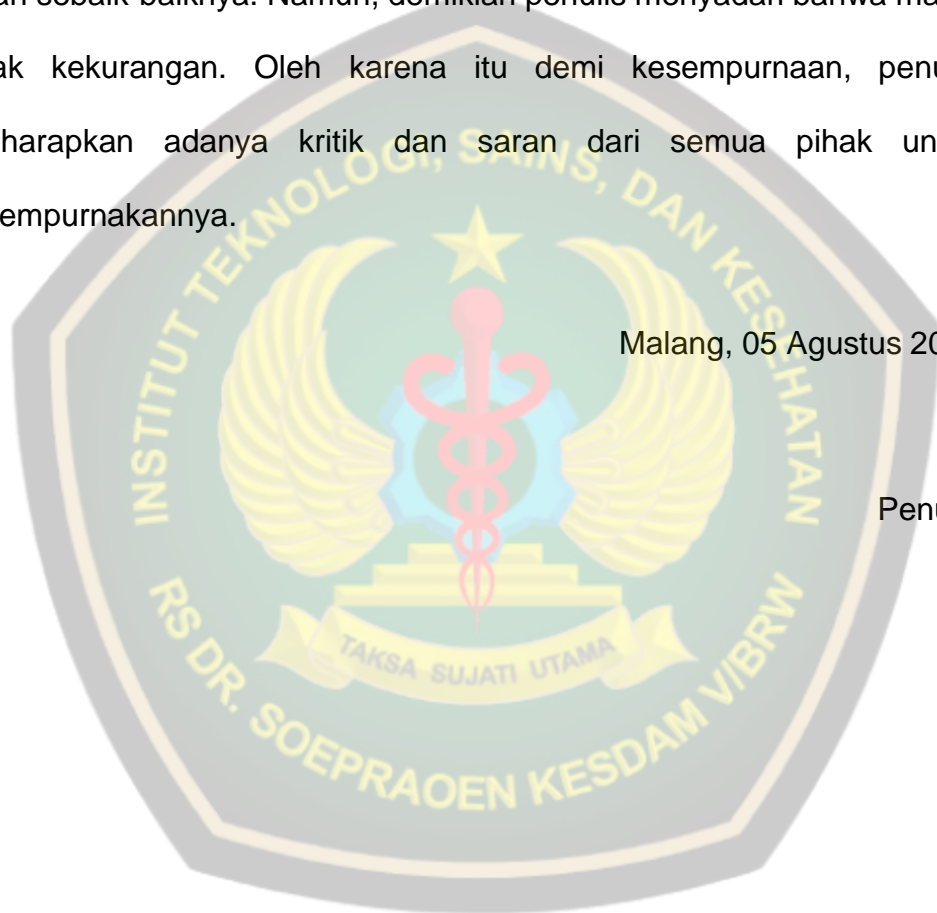 an sebaik-baiknya. Namun, demikian penulis menyadari bahwa ma
ak kekurangan. Oleh karena itu demi kesempurnaan, penu
harapkan adanya kritik dan saran dari semua pihak un
empurnakannya.
Malang, 05 Agustus 20
Penu
INSTITUT TEKNOLOGI, SAINS, DAN KESEHATAN
TAKSA SUJATI UTAMA
RS DR. SOEPRAOEN KESDAM V/BRW